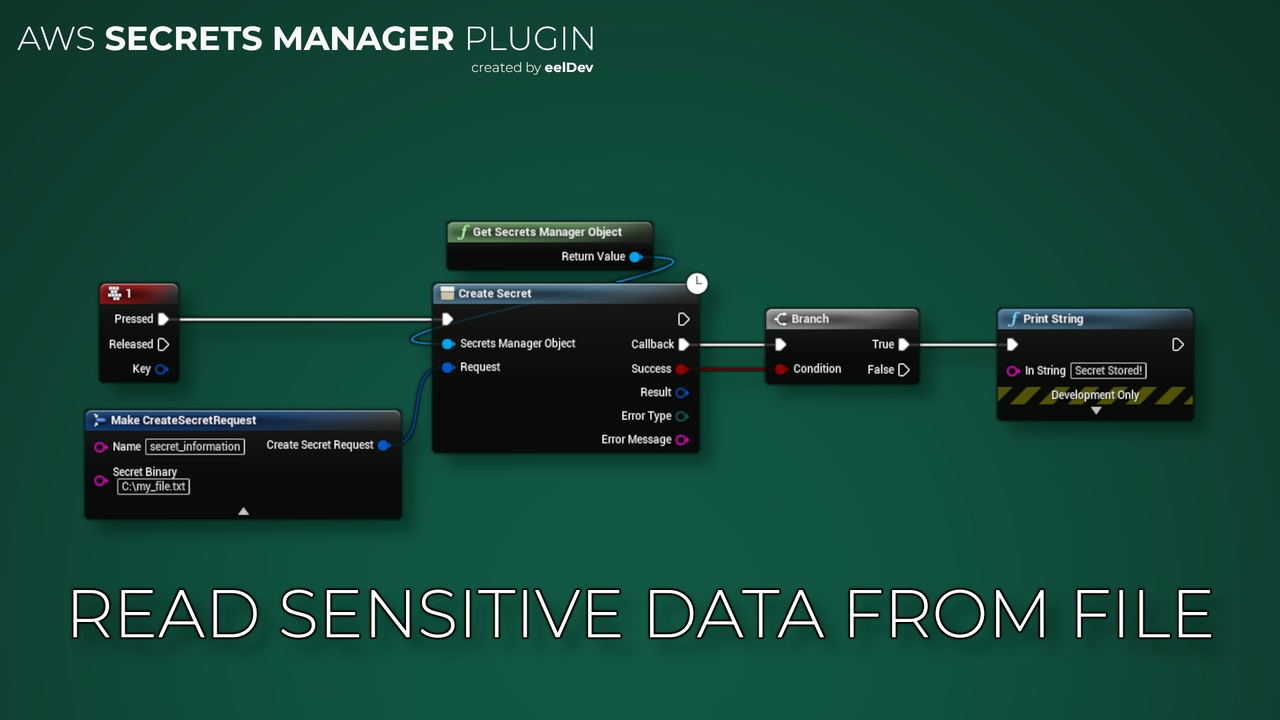 AWS SECRETS MANAGER PLUGIN
created by eelDev
Get Secrets Manager Object
Return Value
1
Pressed
Released
Key
Create Secret
Secrets Manager Object
Request
Callback
Success
Result
Error Type
Error Message
Make CreateSecretRequest
Name secret_information
Create Secret Request
Secret Binary
C:\my_file.txt
Branch
Condition
True
False
Print String
In String Secret Stored!
Development Only
READ SENSITIVE DATA FROM FILE